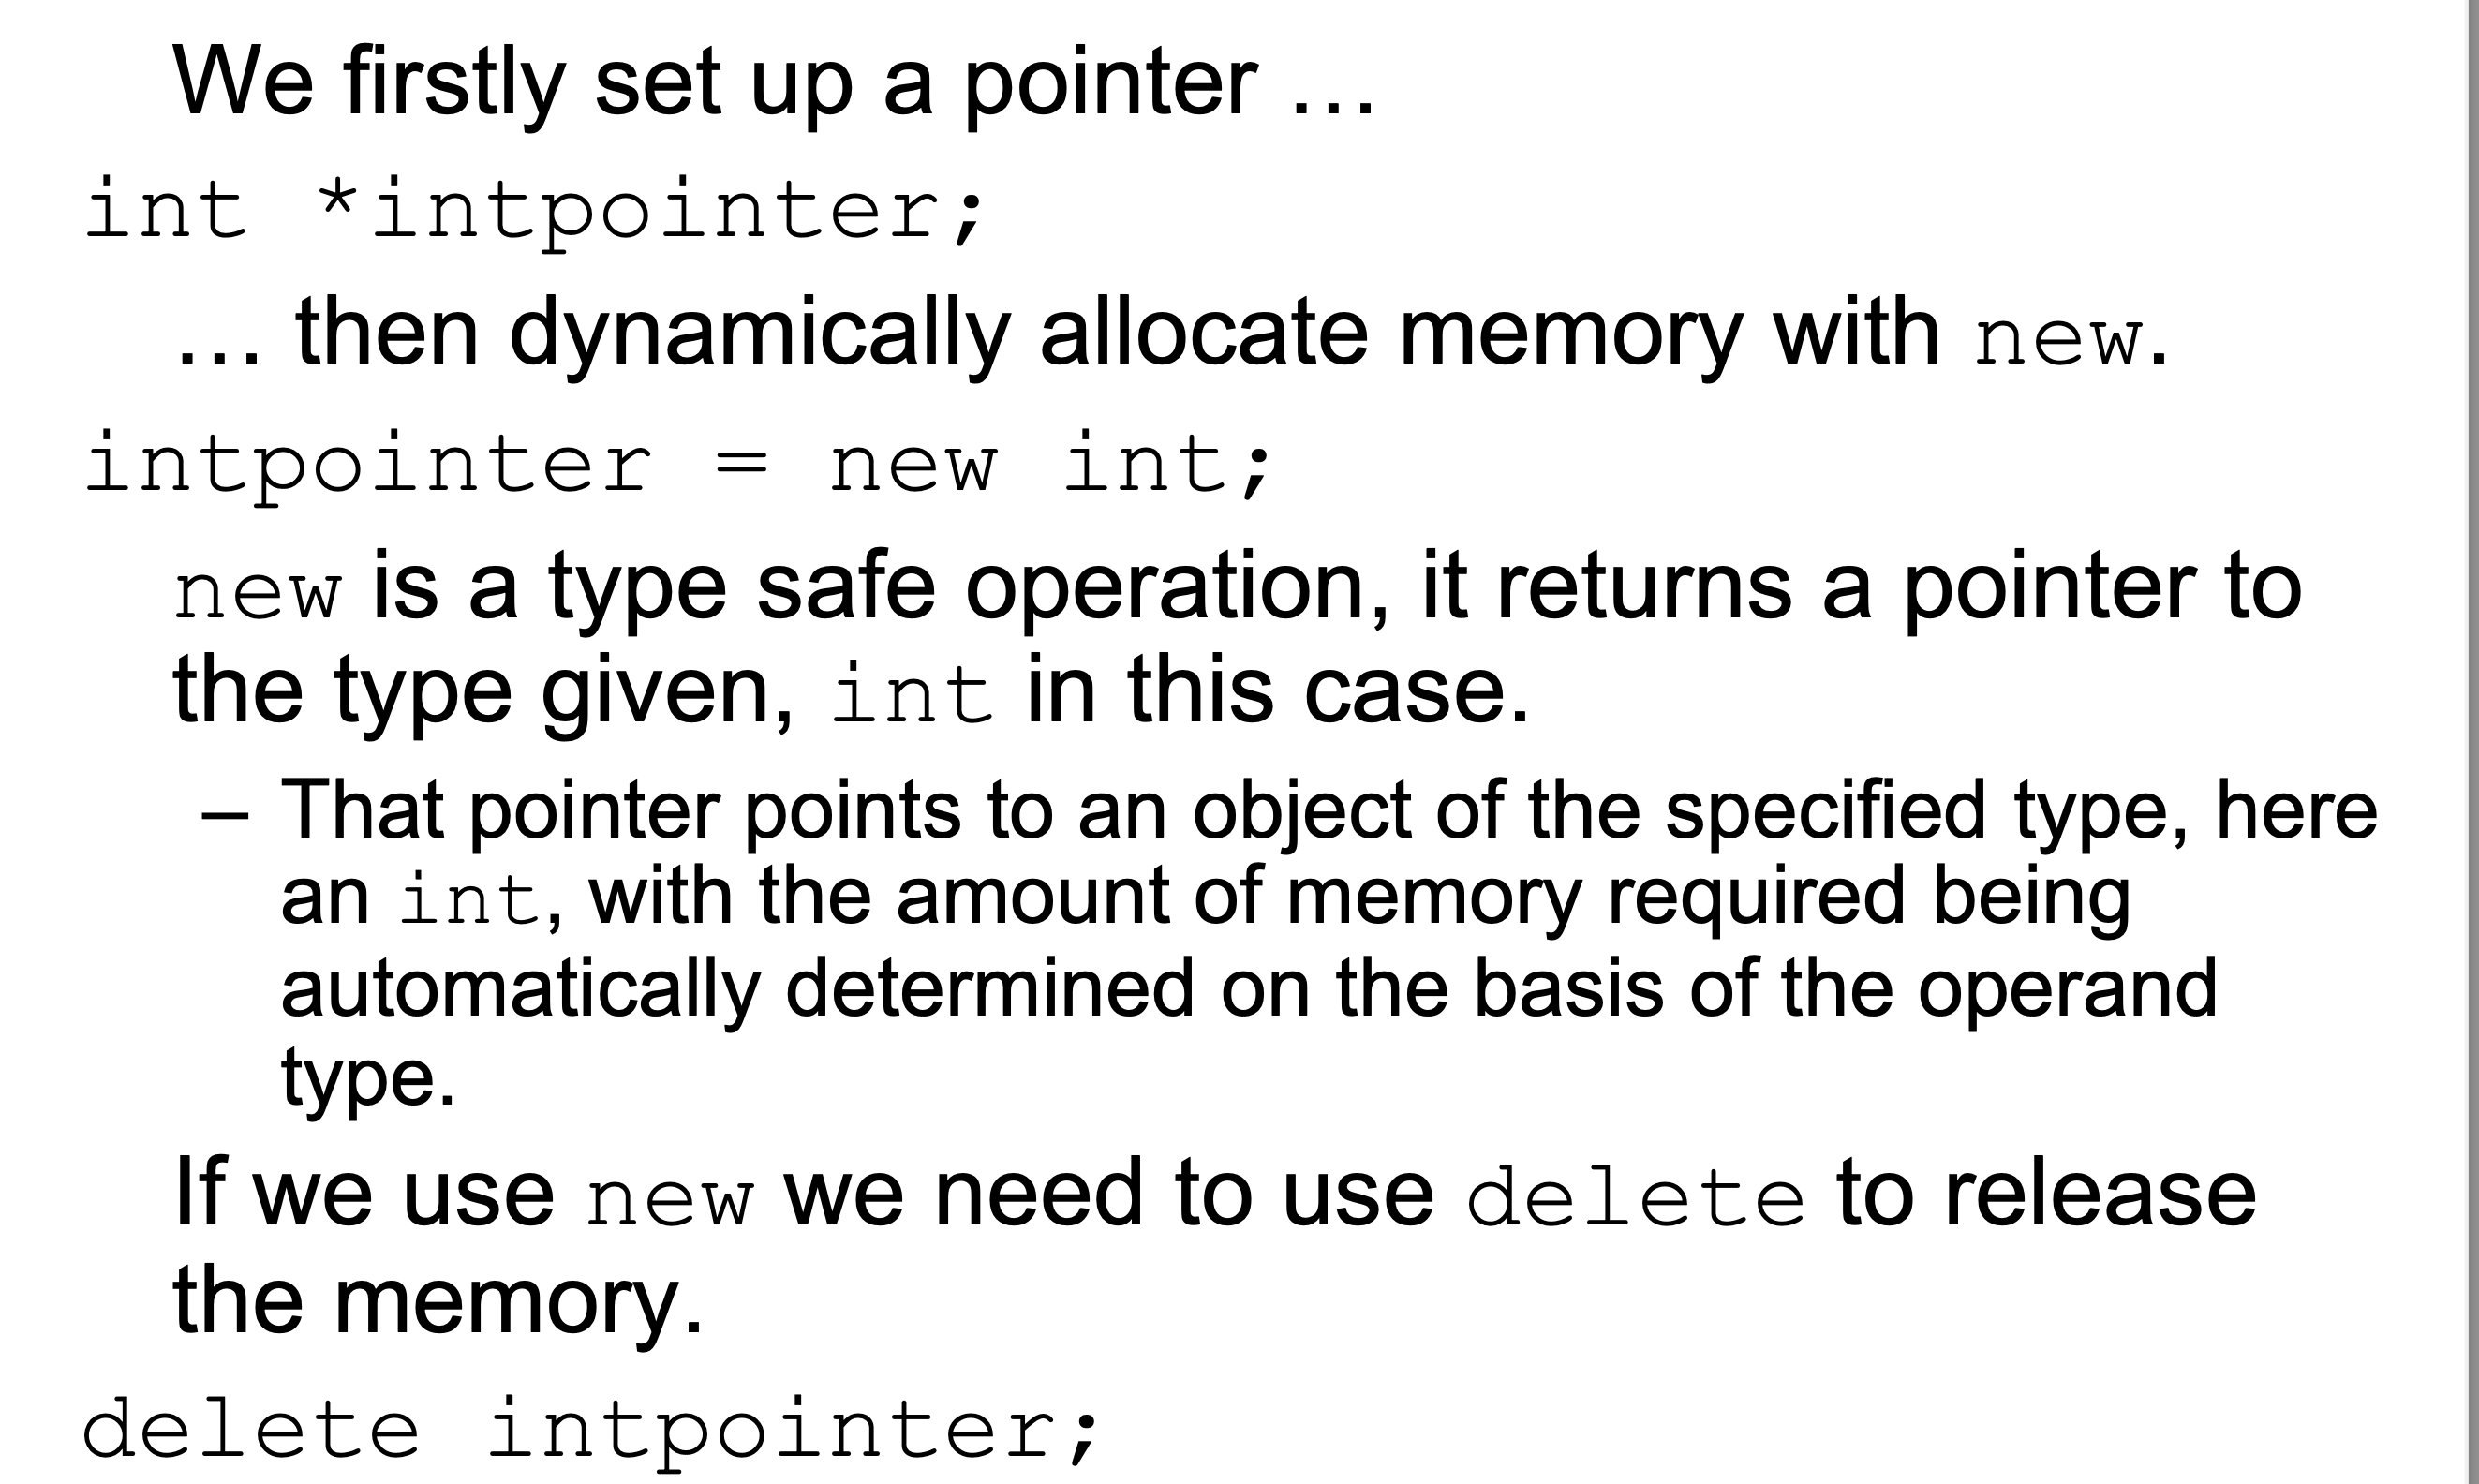 We firstly set up a pointer ...
int *intpointer;
... then dynamically allocate memory with new.
intpointer = new int;
new is a type safe operation, it returns a pointer to
the type given, int in this case.
– That pointer points to an object of the specified type, here
an int, with the amount of memory required being
automatically determined on the basis of the operand
type.
If we use new we need to use delete to release
the memory.
delete intpointer;